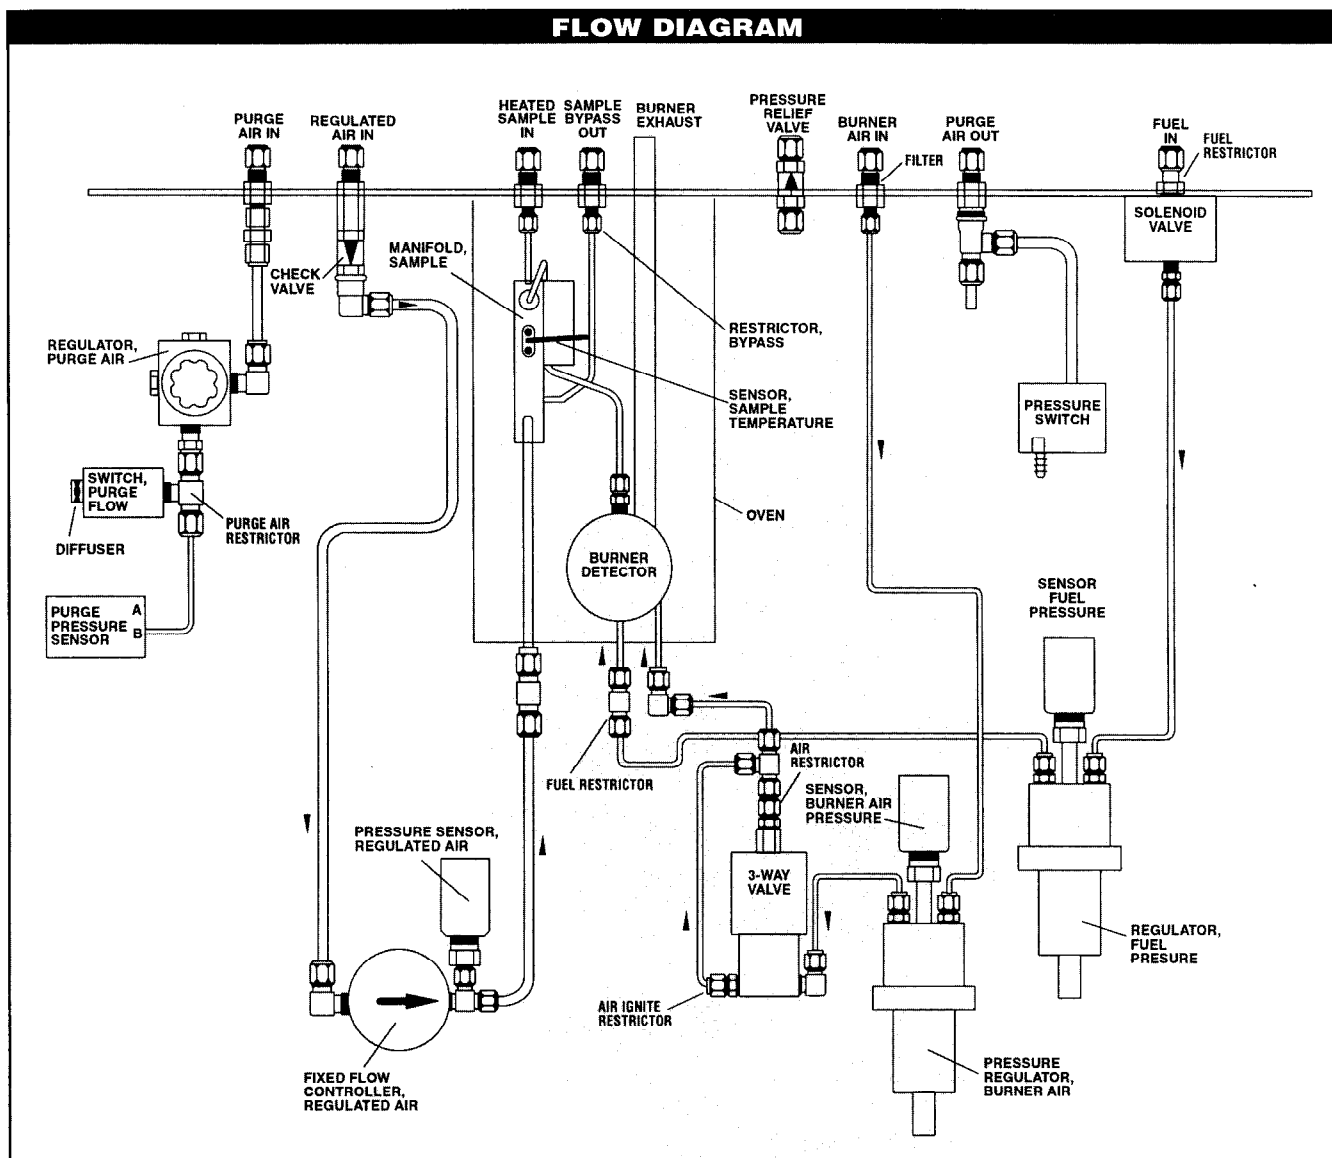 FLOW DIAGRAM
PURGE
AIR IN
REGULATED
AIR IN
HEATED
SAMPLE
IN
SAMPLE
BYPASS
OUT
BURNER
EXHAUST
PRESSURE
RELIEF
VALVE
BURNER
AIR IN
FILTER
PURGE
AIR OUT
FUEL
IN
FUEL
RESTRICTOR
SOLENOID
VALVE
MANIFOLD,
SAMPLE
CHECK
VALVE
REGULATOR,
PURGE AIR
RESTRICTOR,
BYPASS
SENSOR,
SAMPLE
TEMPERATURE
PRESSURE
SWITCH
SWITCH,
PURGE
FLOW
DIFFUSER
PURGE AIR
RESTRICTOR
OVEN
BURNER
DETECTOR
PURGE
PRESSURE
SENSOR
A
B
SENSOR
FUEL
PRESSURE
FUEL RESTRICTOR
AIR
RESTRICTOR
SENSOR,
BURNER AIR
PRESSURE
PRESSURE SENSOR,
REGULATED AIR
3-WAY
VALVE
REGULATOR,
FUEL
PRESURE
AIR IGNITE
RESTRICTOR
FIXED FLOW
CONTROLLER,
REGULATED AIR
PRESSURE
REGULATOR,
BURNER AIR